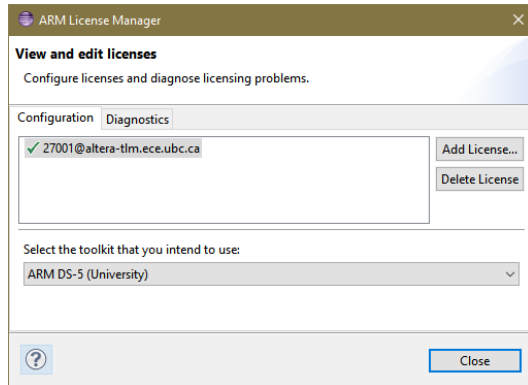 ARM License Manager
View and edit licenses
Configure licenses and diagnose licensing problems.
Configuration
Diagnostics
27001@altera-tlm.ece.ubc.ca
Add License...
Delete License
Select the toolkit that you intend to use:
ARM DS-5 (University)
?
Close